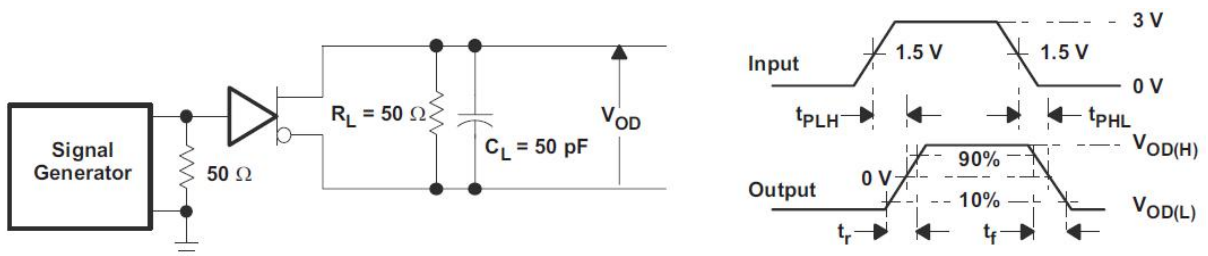 Signal
Generator
50 Ω
R_L = 50 Ω
C_L = 50 pF
V_OD
Input
1.5 V
1.5 V
3 V
0 V
t_PLH
t_PHL
Output
0 V
90%
10%
V_OD(H)
V_OD(L)
t_r
t_f